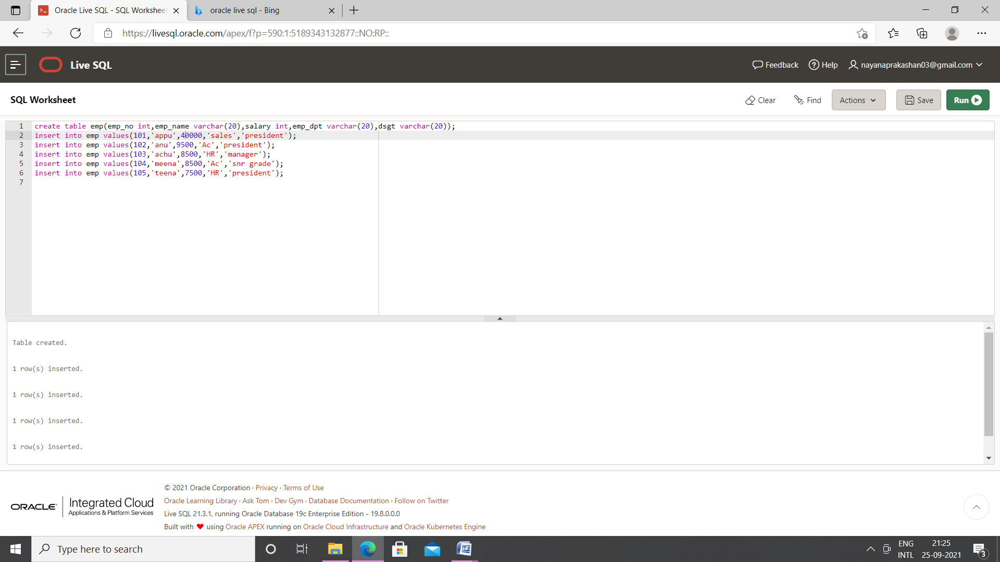 Oracle Live SQL - SQL Workshee
oracle live sql - Bing
https://livesql.oracle.com/apex/f?p=590:1:5189343132877::NO:RP::
Live SQL
Feedback
Help
nayanaprakashan03@gmail.com
SQL Worksheet
Clear
Find
Actions
Save
Run
1 create table emp(emp_no int,emp_name varchar(20),salary int,emp_dpt varchar(20),dsgt varchar(20));
2 insert into emp values(101,'appu',40000,'sales','president');
3 insert into emp values(102,'anu',9500,'Ac','president');
4 insert into emp values(103,'achu',8500,'HR','manager');
5 insert into emp values(104,'meena',8500,'Ac','snr grade');
6 insert into emp values(105,'teena',7500,'HR','president');
7
Table created.
1 row(s) inserted.
1 row(s) inserted.
1 row(s) inserted.
1 row(s) inserted.
ORACLE
Integrated Cloud
Applications & Platform Services
© 2021 Oracle Corporation · Privacy · Terms of Use
Oracle Learning Library · Ask Tom · Dev Gym · Database Documentation · Follow on Twitter
Live SQL 21.3.1, running Oracle Database 19c Enterprise Edition - 19.8.0.0.0
Built with ❤ using Oracle APEX running on Oracle Cloud Infrastructure and Oracle Kubernetes Engine
Type here to search
ENG
INTL
21:25
25-09-2021
3